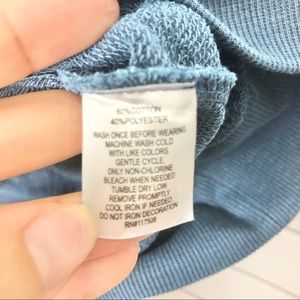 60%COTTON
40%POLYESTER
WASH ONCE BEFORE WEARING
MACHINE WASH COLD
WITH LIKE COLORS.
GENTLE CYCLE.
ONLY NON-CHLORINE
BLEACH WHEN NEEDED
TUMBLE DRY LOW
REMOVE PROMPTLY.
COOL IRON IF NEEDED.
DO NOT IRON DECORATION
RN#117506